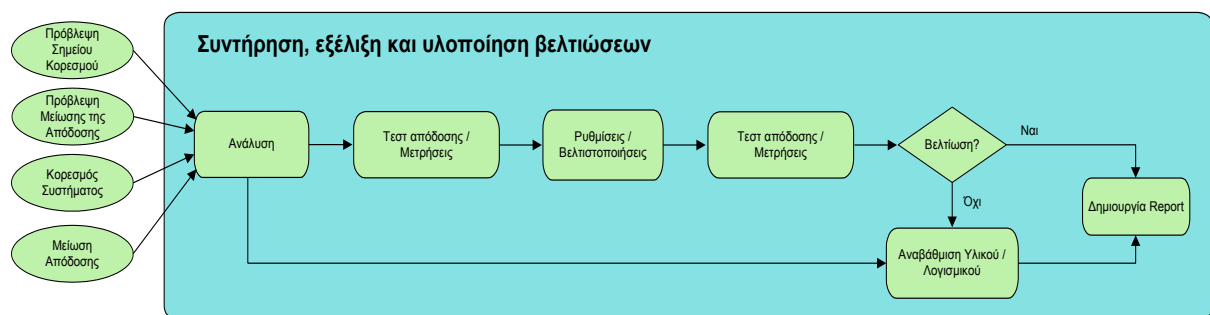 Συντήρηση, εξέλιξη και υλοποίηση βελτιώσεων
Πρόβλεψη
Σημείου
Κορεσμού
Πρόβλεψη
Μείωσης της
Απόδοσης
Κορεσμός
Συστήματος
Μείωση
Απόδοσης
Ανάλυση
Τεστ απόδοσης /
Μετρήσεις
Ρυθμίσεις /
Βελτιστοποιήσεις
Τεστ απόδοσης /
Μετρήσεις
Βελτίωση?
Ναι
Όχι
Αναβάθμιση Υλικού /
Λογισμικού
Δημιουργία Report